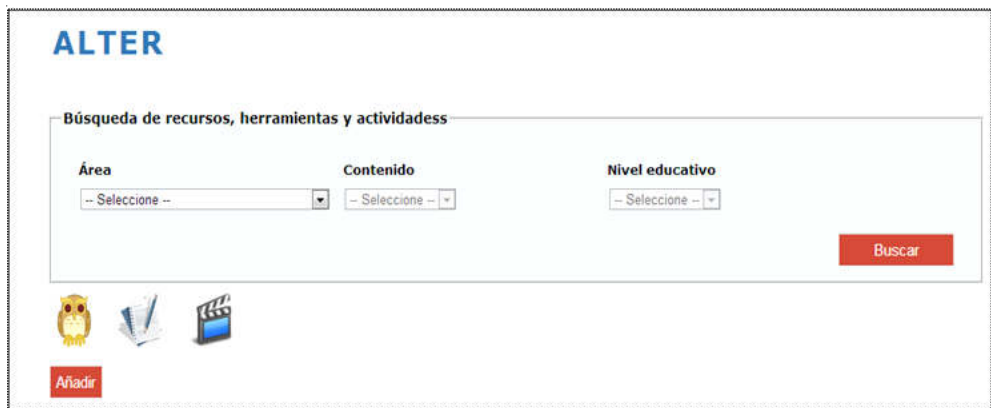 ALTER
Búsqueda de recursos, herramientas y actividadess
Área Contenido Nivel educativo
-- Seleccione -- -- Seleccione -- -- Seleccione --
Buscar
Añadir